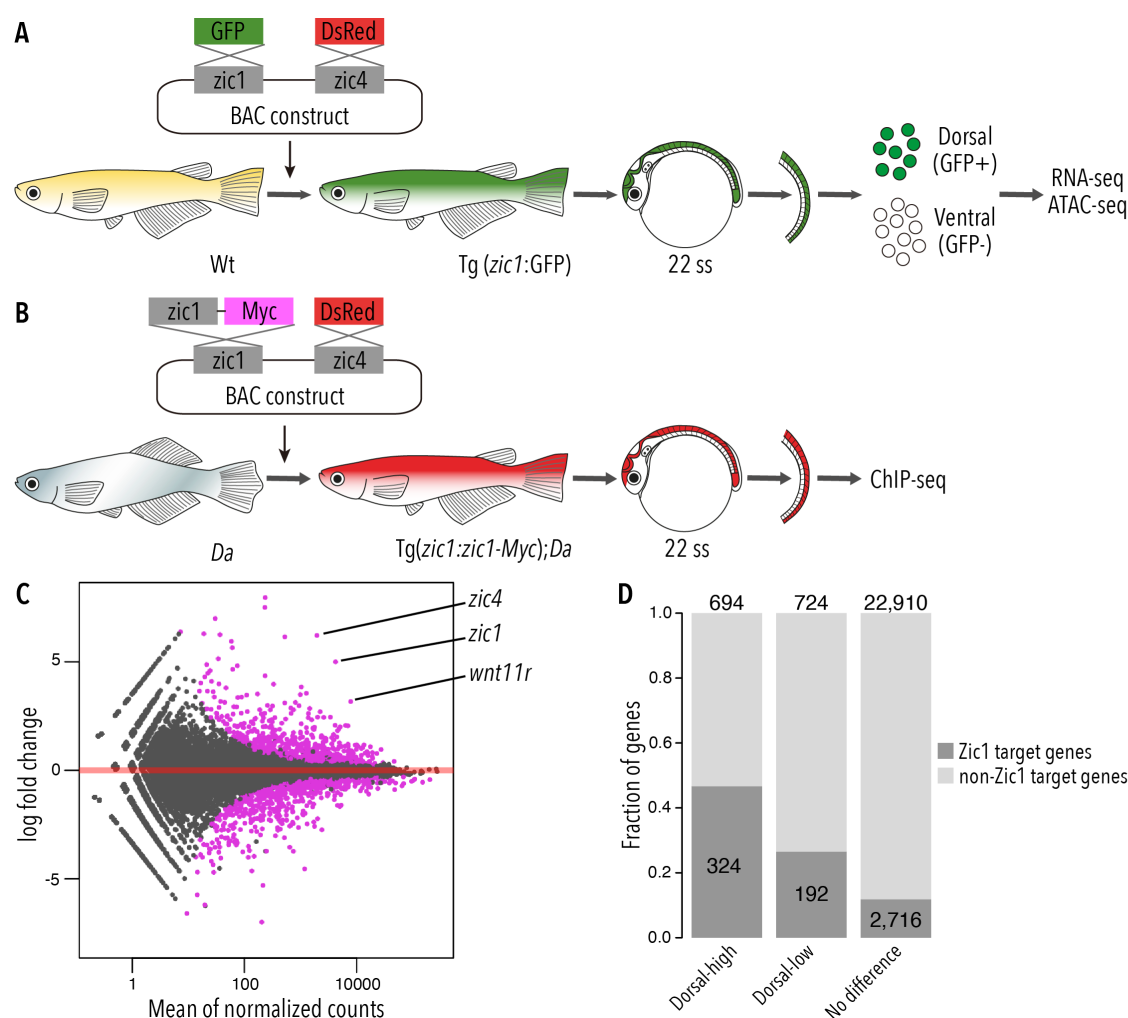 A
GFP
DsRed
zic1
zic4
BAC construct
Wt
Tg (zic1:GFP)
22 ss
Dorsal
(GFP+)
Ventral
(GFP-)
RNA-seq
ATAC-seq
B
zic1
Myc
DsRed
zic1
zic4
BAC construct
Da
Tg(zic1:zic1-Myc);Da
22 ss
ChIP-seq
C
zic4
zic1
wnt11r
log fold change
5
0
-5
1
100
10000
Mean of normalized counts
D
694
724
22,910
Fraction of genes
1.0
0.8
0.6
0.4
0.2
0.0
324
192
2,716
Dorsal-high
Dorsal-low
No difference
Zic1 target genes
non-Zic1 target genes